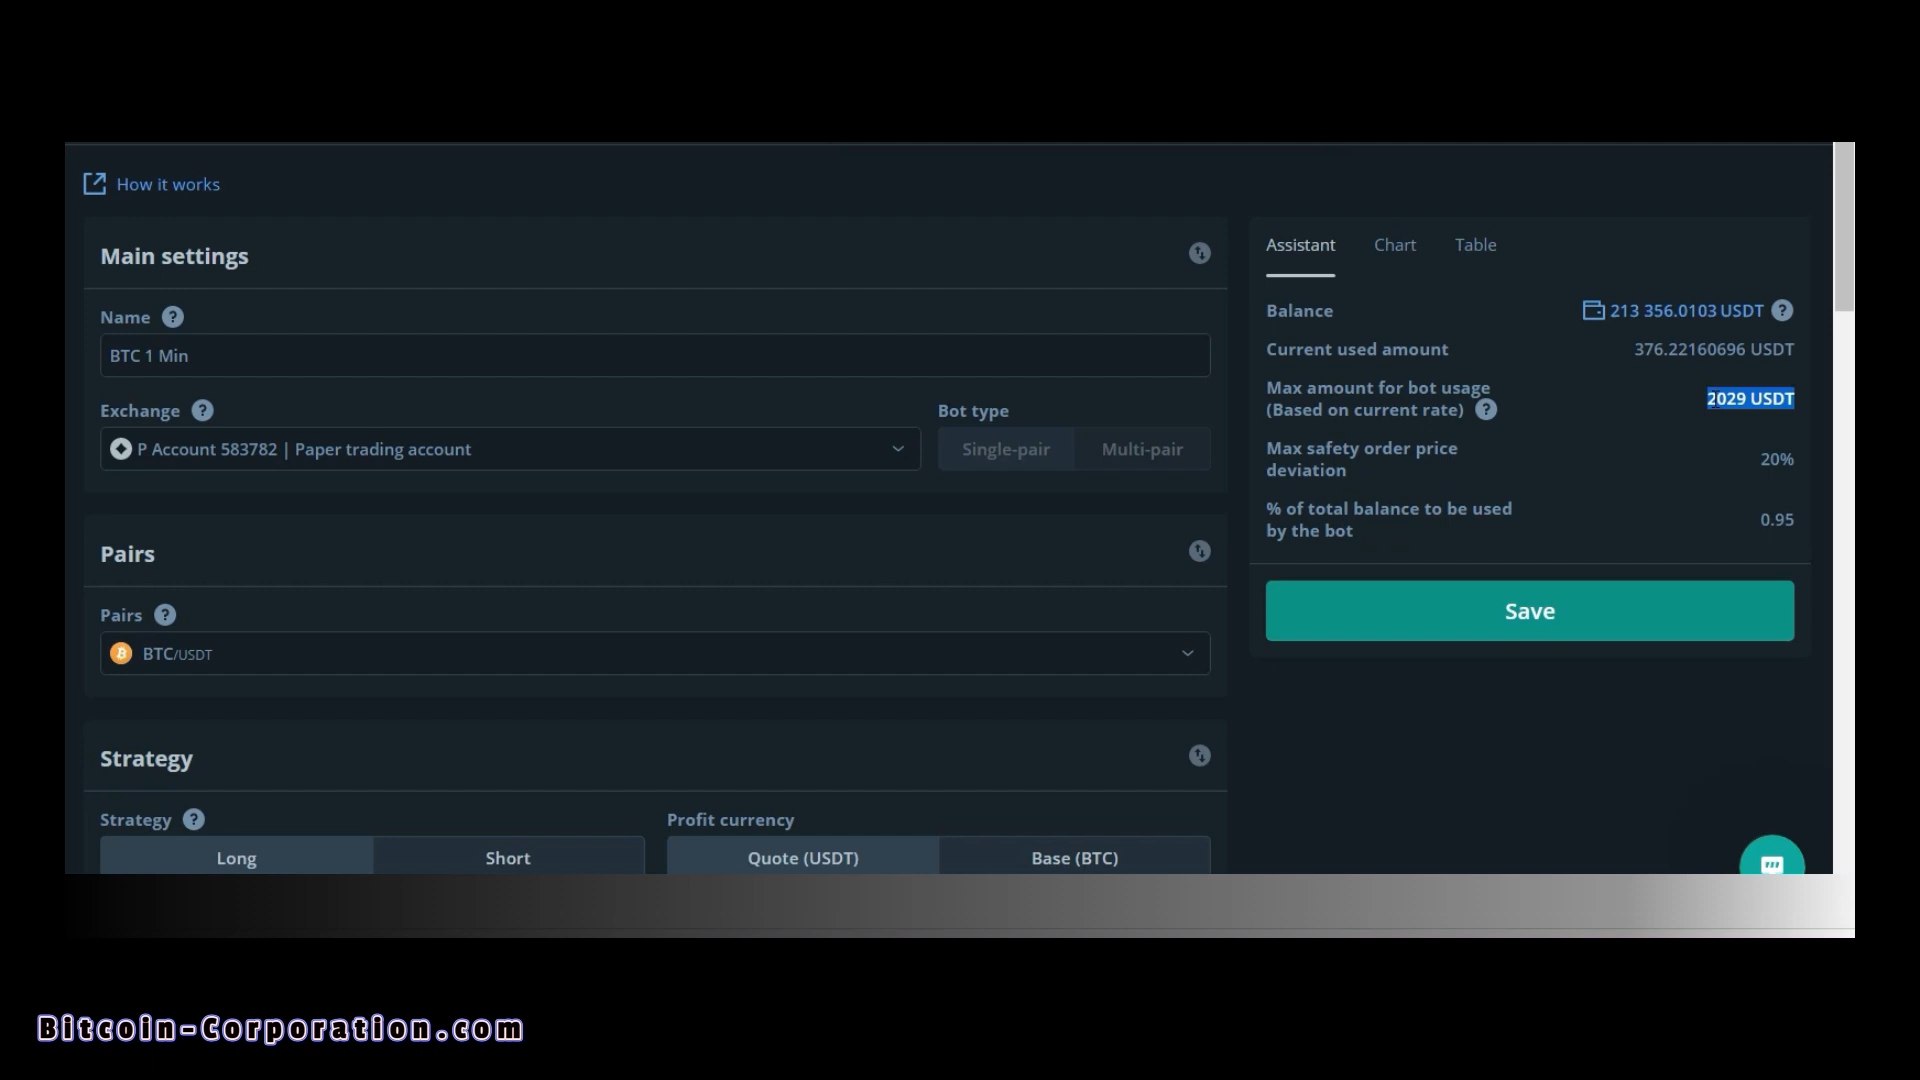 How it works
Main settings
Name ?
BTC 1 Min
Exchange ?
Bot type
P Account 583782 | Paper trading account
Single-pair
Multi-pair
Pairs
Pairs ?
BTC/USDT
Strategy
Strategy ?
Profit currency
Long
Short
Quote (USDT)
Base (BTC)
Assistant
Chart
Table
Balance
213 356.0103 USDT ?
Current used amount
376.22160696 USDT
Max amount for bot usage
(Based on current rate) ?
2029 USDT
Max safety order price
deviation
20%
% of total balance to be used
by the bot
0.95
Save
Bitcoin-Corporation.com